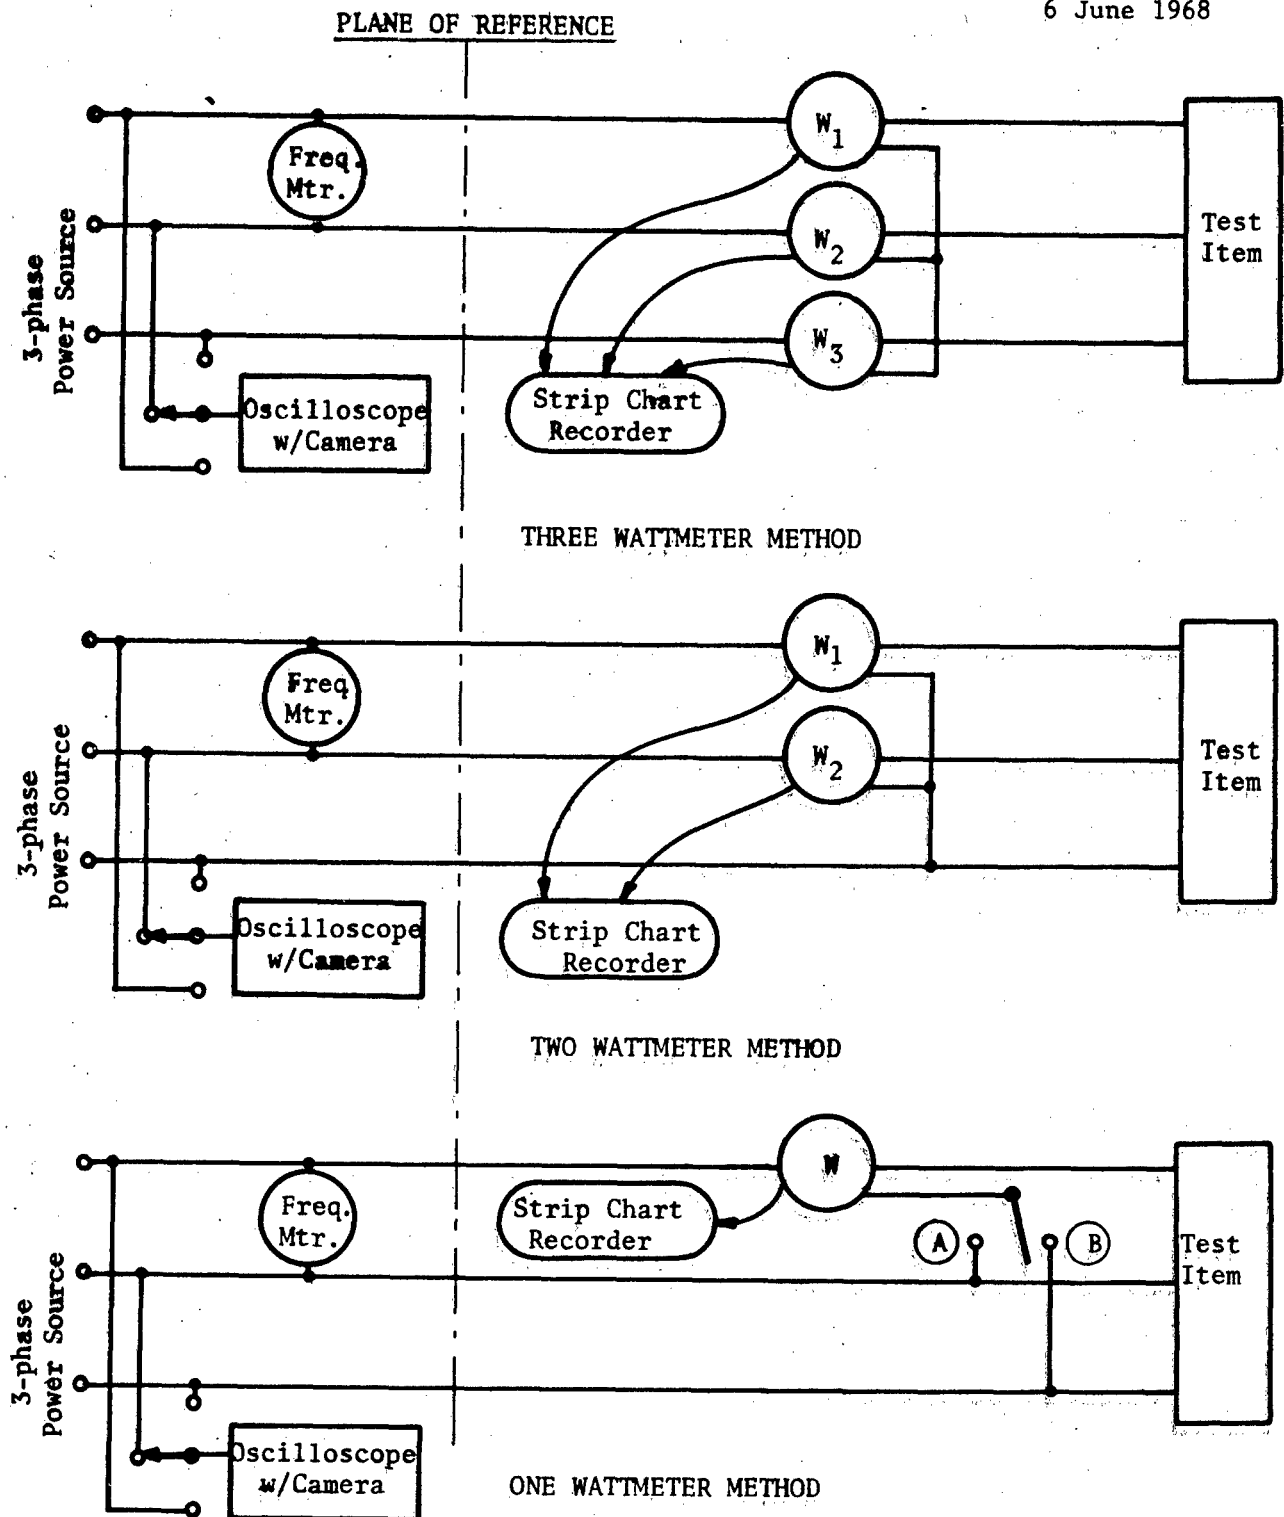 6 June 1968
PLANE OF REFERENCE
3-phase
Power Source
Freq.
Mtr.
W1
W2
W3
Test
Item
Oscilloscope
w/Camera
Strip Chart
Recorder
THREE WATTMETER METHOD
3-phase
Power Source
Freq
Mtr.
W1
W2
Test
Item
Oscilloscope
w/Camera
Strip Chart
Recorder
TWO WATTMETER METHOD
3-phase
Power Source
Freq.
Mtr.
W
Strip Chart
Recorder
A
B
Test
Item
Oscilloscope
w/Camera
ONE WATTMETER METHOD